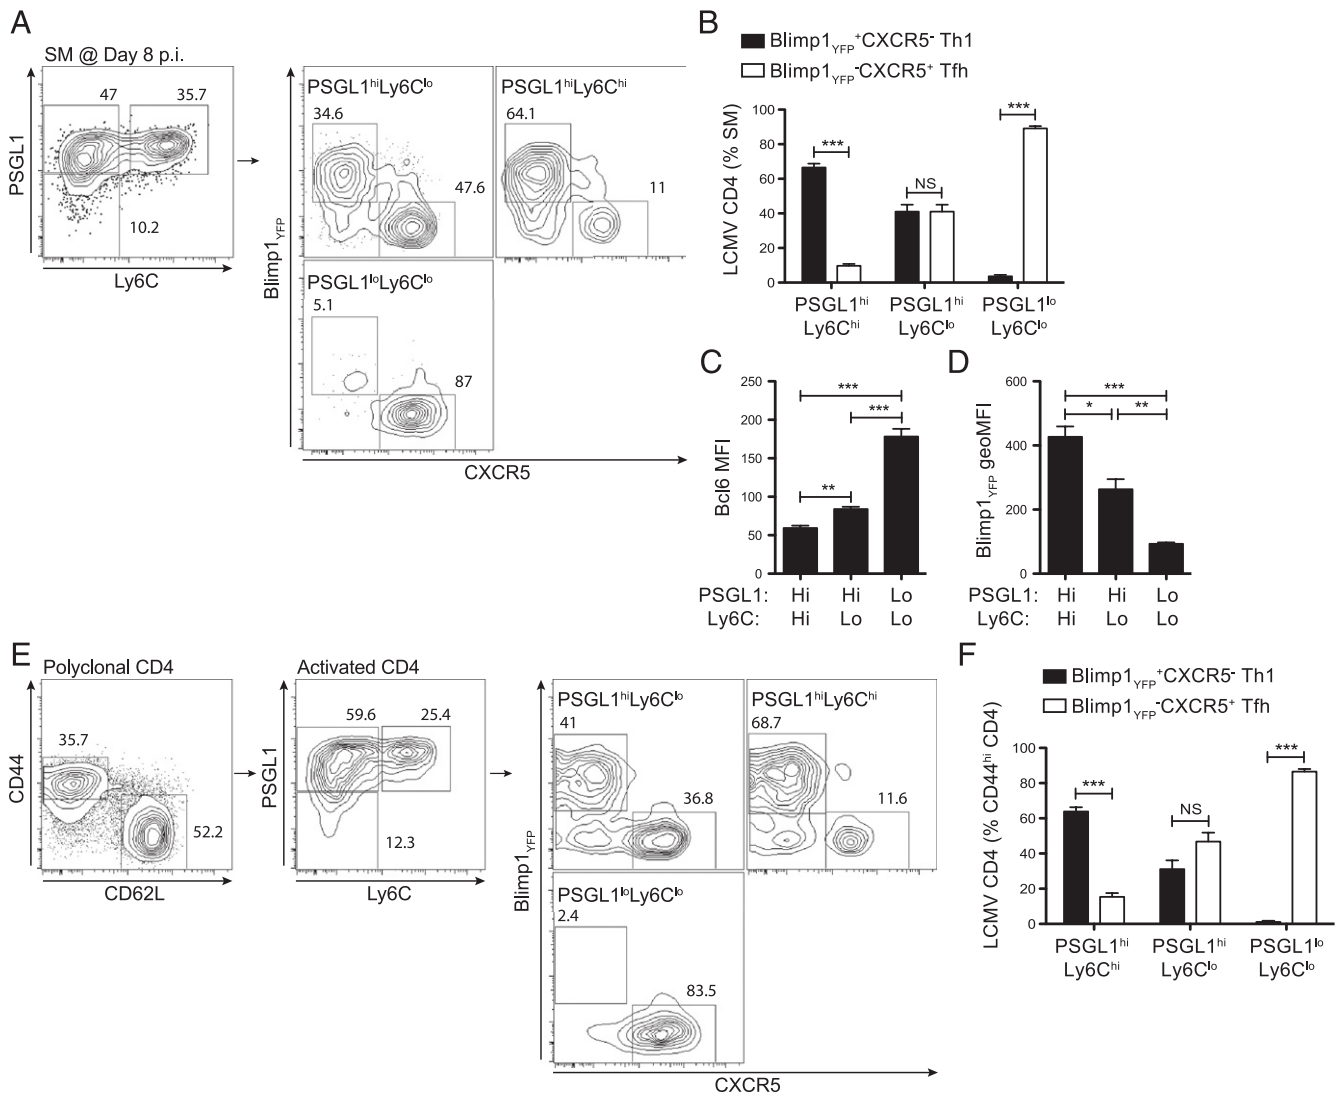 A
SM @ Day 8 p.i.
47
35.7
10.2
PSGL1
Ly6C
PSGL1hiLy6Clo
34.6
47.6
PSGL1hiLy6Chi
64.1
11
PSGL1loLy6Clo
5.1
87
Blimp1YFP
CXCR5
B
Blimp1YFP+CXCR5- Th1
Blimp1YFP-CXCR5+ Tfh
LCMV CD4 (% SM)
100
80
60
40
20
0
***
NS
***
PSGL1hi PSGL1hi PSGL1lo
Ly6Chi Ly6Clo Ly6Clo
C
Bcl6 MFI
250
200
150
100
50
0
***
***
**
PSGL1: Hi Hi Lo
Ly6C: Hi Lo Lo
D
Blimp1YFP geoMFI
600
400
200
0
***
* **
PSGL1: Hi Hi Lo
Ly6C: Hi Lo Lo
E
Polyclonal CD4
35.7
52.2
CD44
CD62L
Activated CD4
59.6
25.4
12.3
PSGL1
Ly6C
PSGL1hiLy6Clo
41
36.8
PSGL1hiLy6Chi
68.7
11.6
PSGL1loLy6Clo
2.4
83.5
Blimp1YFP
CXCR5
F
Blimp1YFP+CXCR5- Th1
Blimp1YFP-CXCR5+ Tfh
LCMV CD4 (% CD44hi CD4)
100
80
60
40
20
0
***
NS
***
PSGL1hi PSGL1hi PSGL1lo
Ly6Chi Ly6Clo Ly6Clo